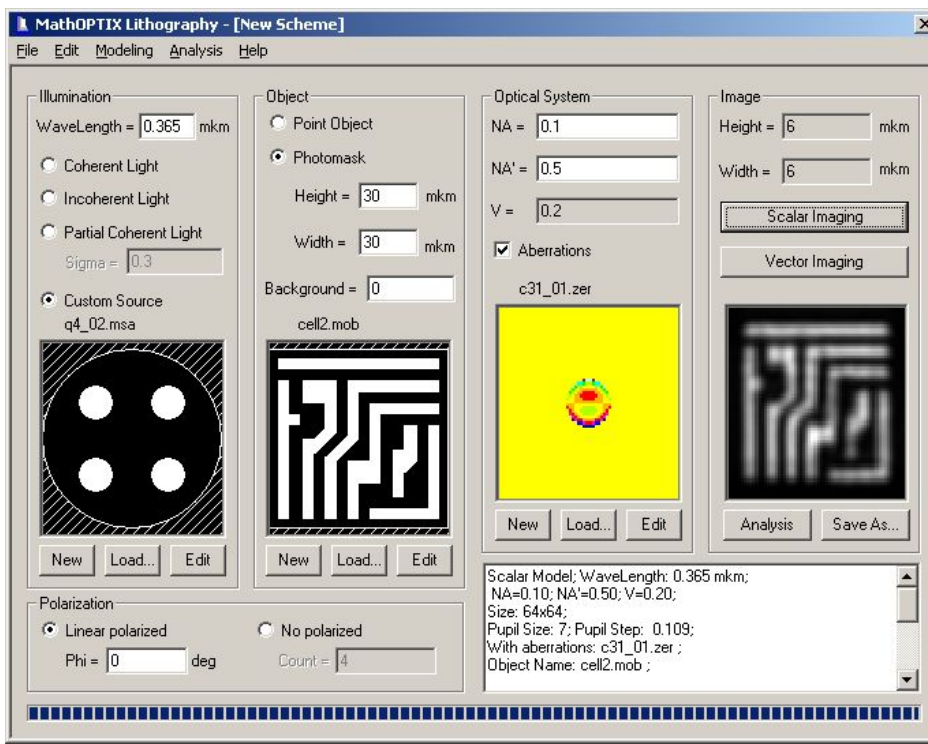 MathOPTIX Lithography - [New Scheme]
File Edit Modeling Analysis Help
Illumination
WaveLength = 0.365 mkm
Coherent Light
Incoherent Light
Partial Coherent Light
Sigma = 0.3
Custom Source
q4_02.msa
New Load... Edit
Object
Point Object
Photomask
Height = 30 mkm
Width = 30 mkm
Background = 0
cell2.mob
New Load... Edit
Optical System
NA = 0.1
NA' = 0.5
V = 0.2
Aberrations
c31_01.zer
New Load... Edit
Image
Height = 6 mkm
Width = 6 mkm
Scalar Imaging
Vector Imaging
Analysis Save As...
Polarization
Linear polarized No polarized
Phi = 0 deg Count = 4
Scalar Model; WaveLength: 0.365 mkm;
NA=0.10; NA'=0.50; V=0.20;
Size: 64x64;
Pupil Size: 7; Pupil Step: 0.109;
With aberrations: c31_01.zer ;
Object Name: cell2.mob ;